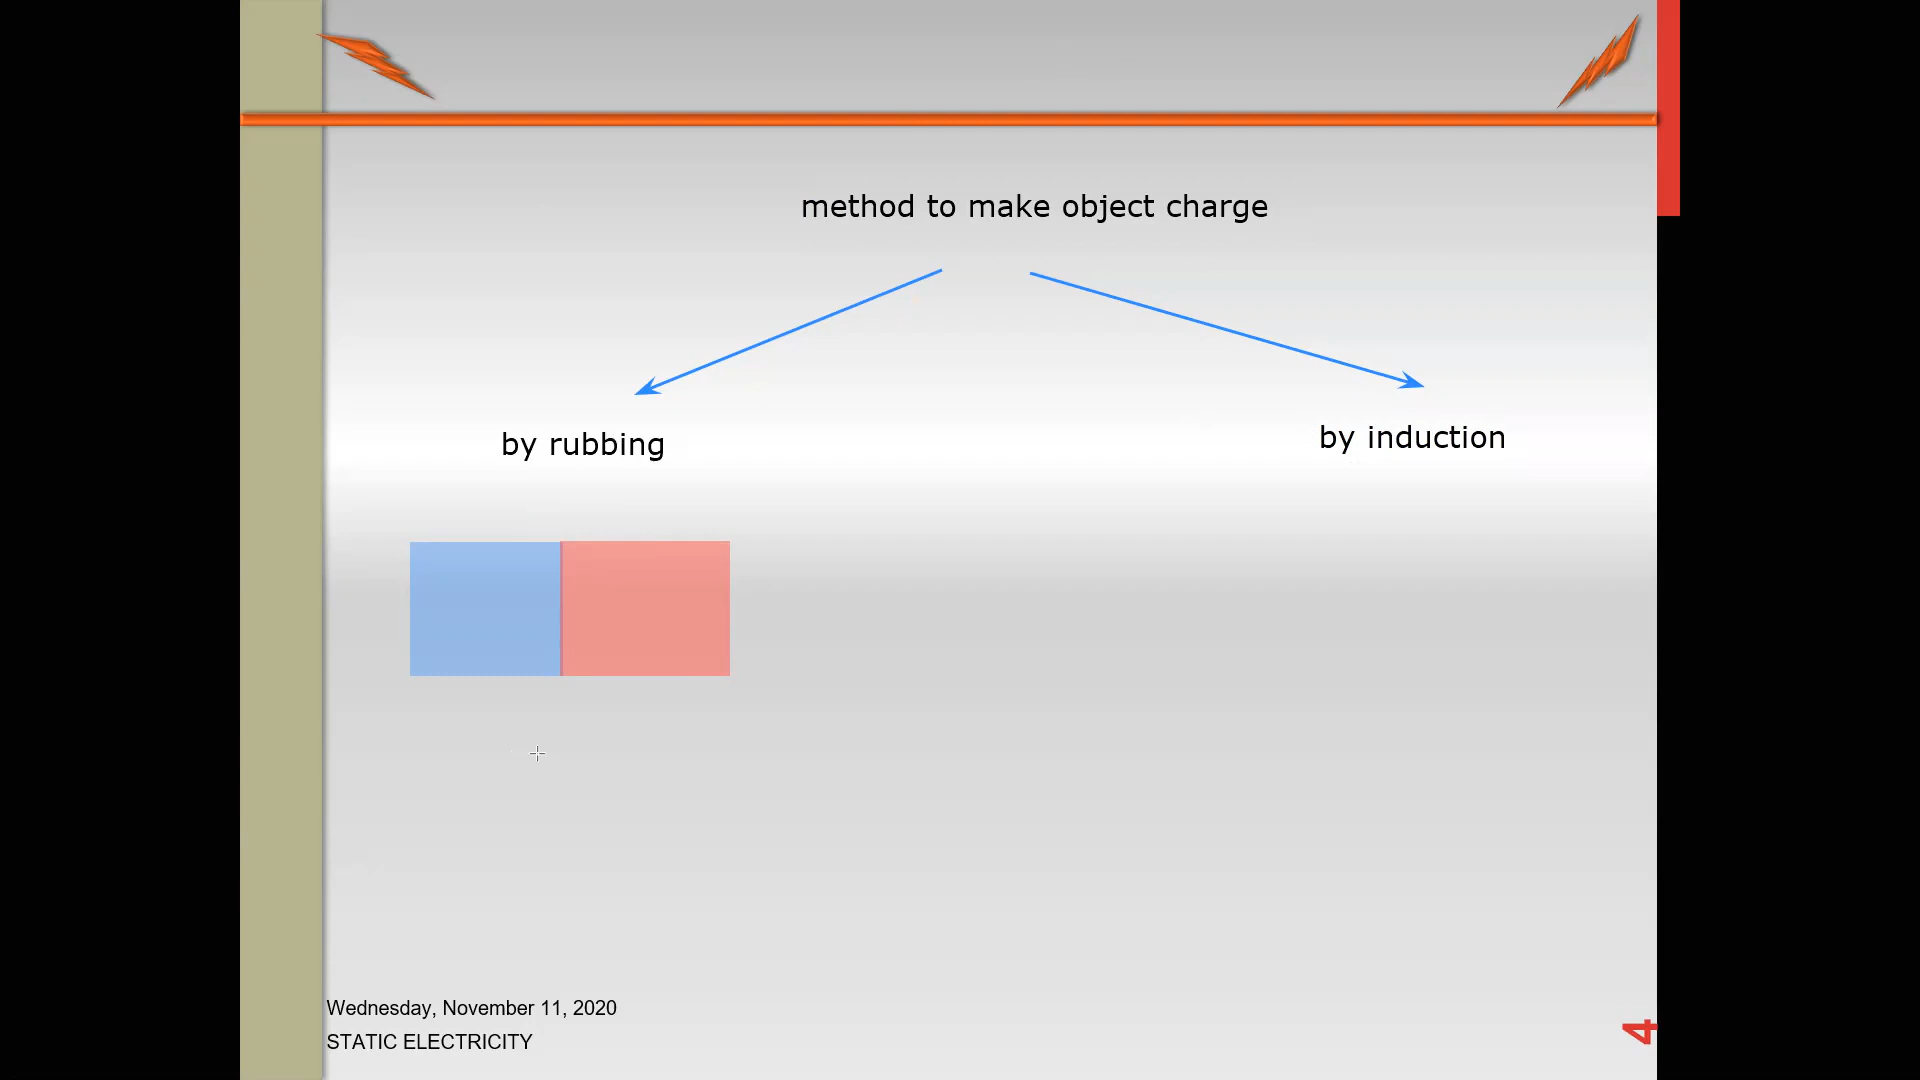 method to make object charge
by rubbing
by induction
Wednesday, November 11, 2020
STATIC ELECTRICITY
4